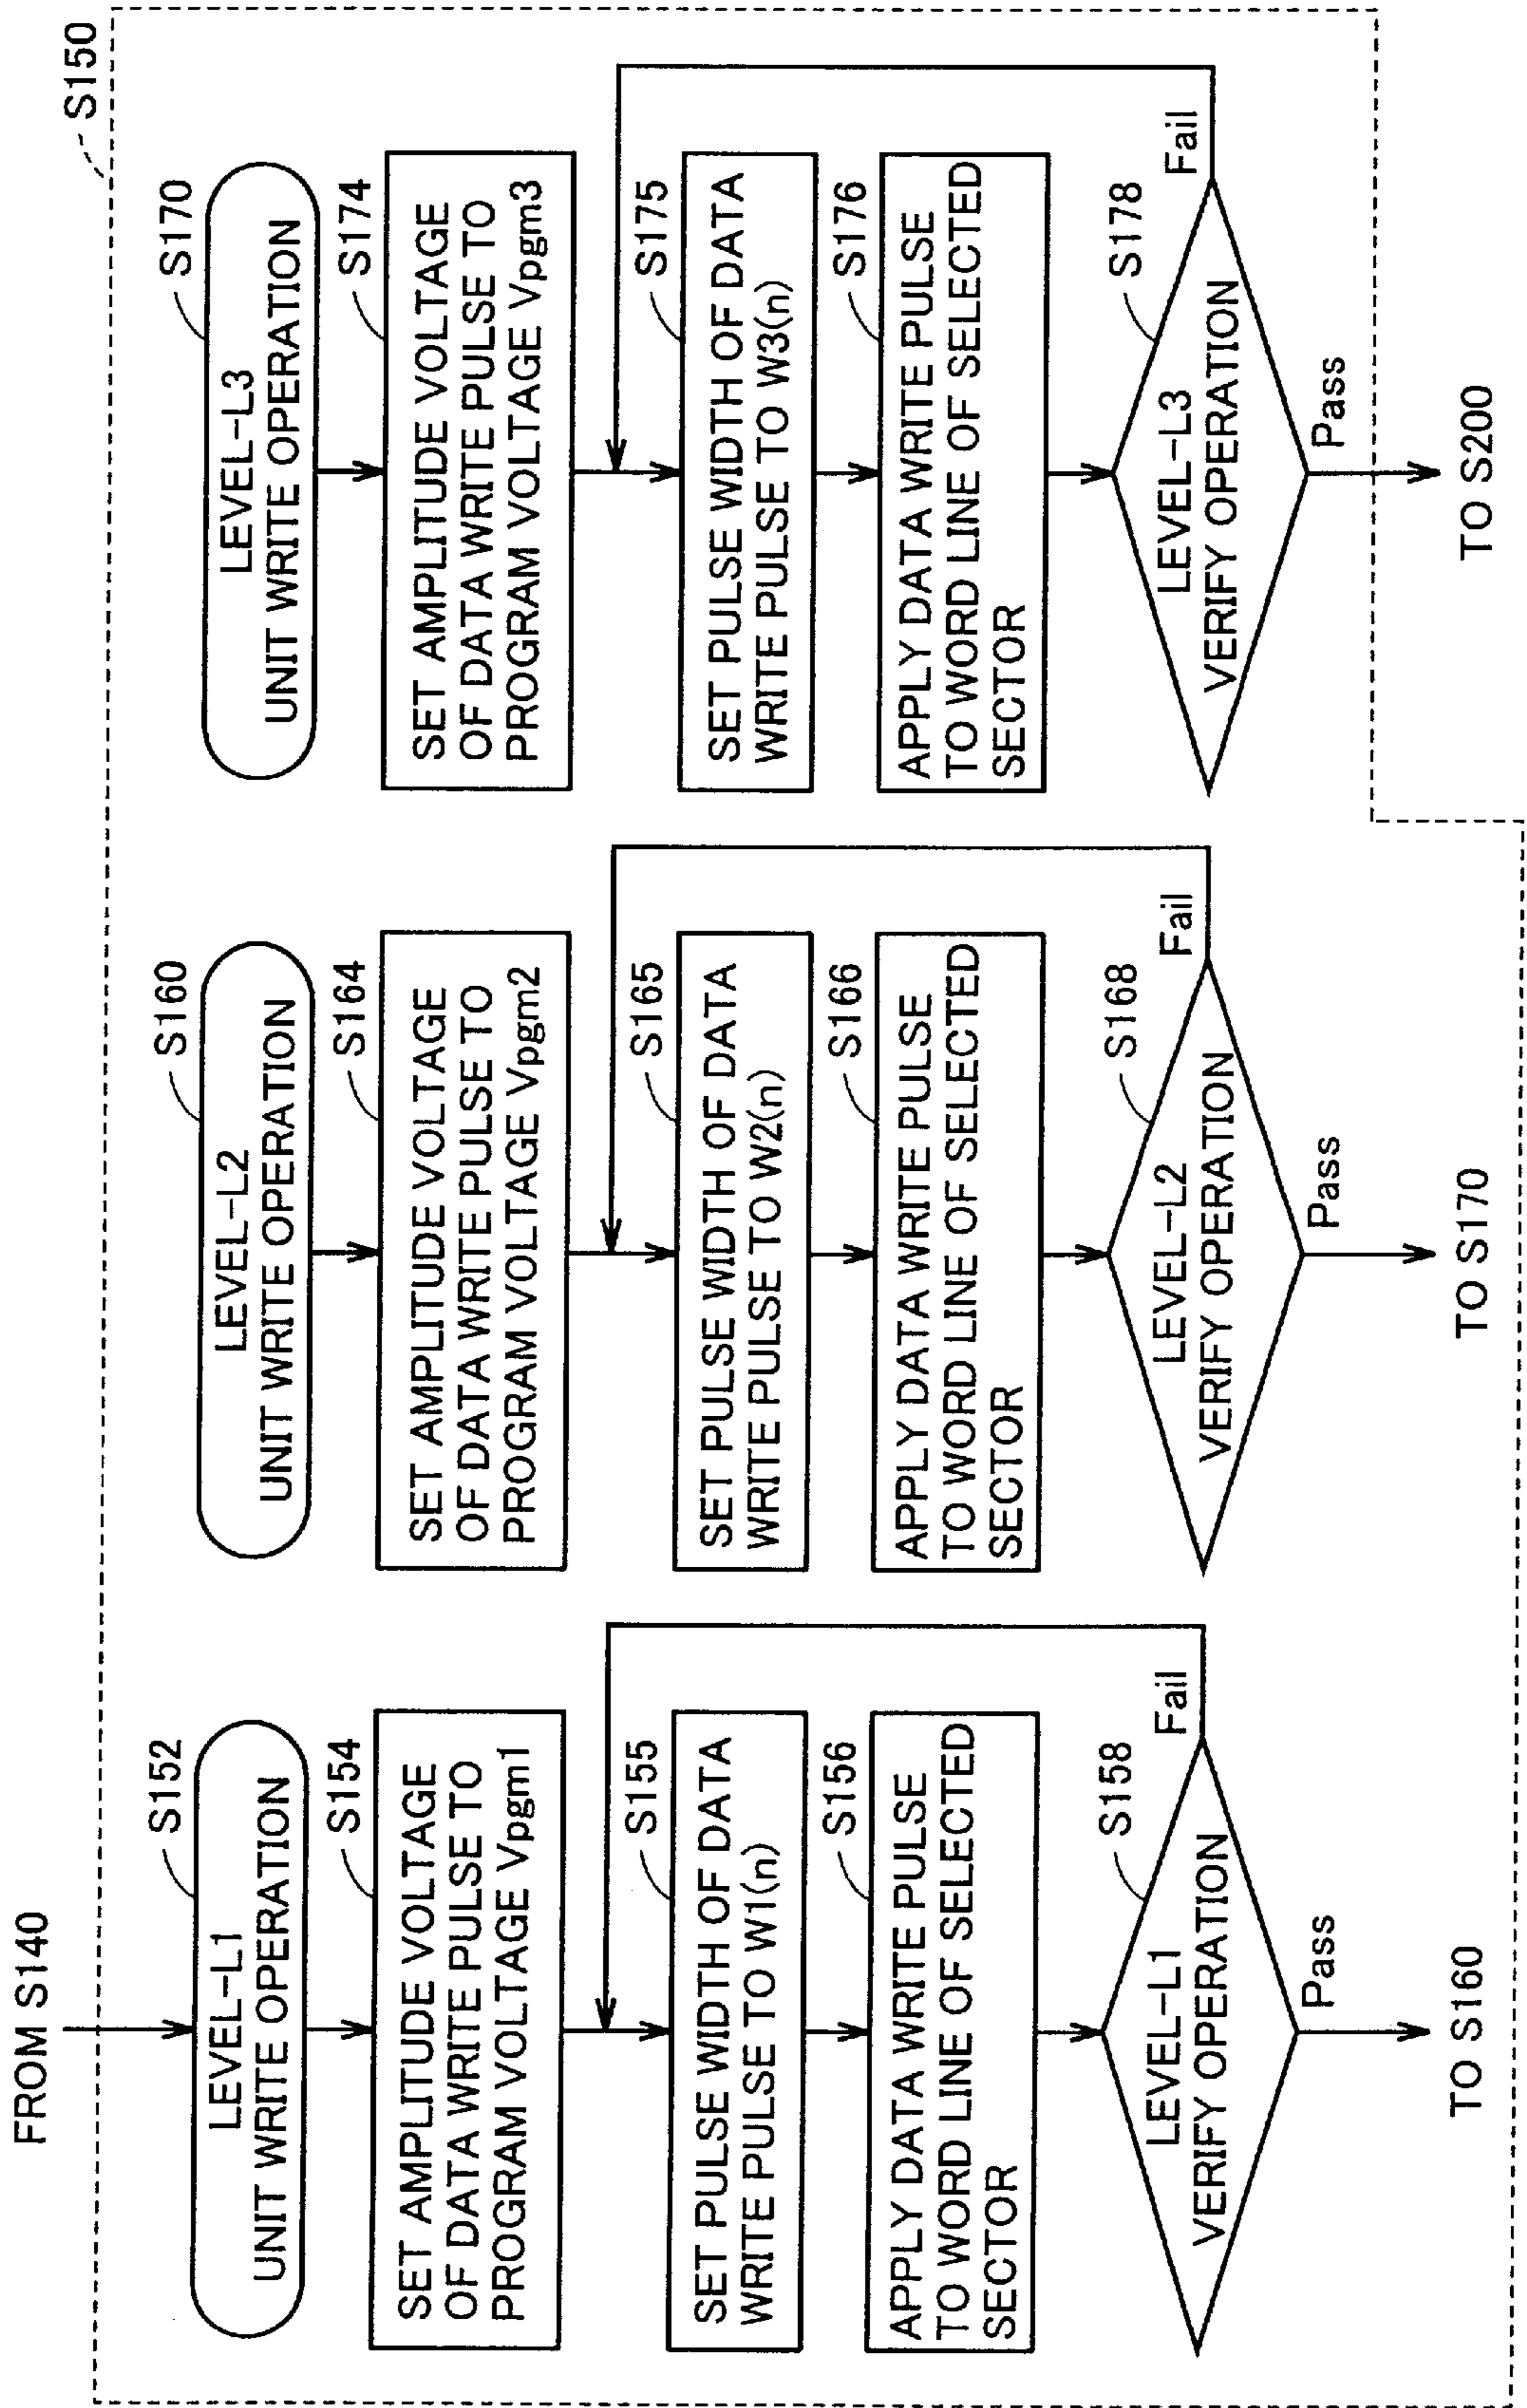 FROM S140
S150
S152
LEVEL-L1
UNIT WRITE OPERATION
S154
SET AMPLITUDE VOLTAGE
OF DATA WRITE PULSE TO
PROGRAM VOLTAGE Vpgm1
S155
SET PULSE WIDTH OF DATA
WRITE PULSE TO W1(n)
S156
APPLY DATA WRITE PULSE
TO WORD LINE OF SELECTED
SECTOR
S158
LEVEL-L1
VERIFY OPERATION
Fail
Pass
TO S160
S160
LEVEL-L2
UNIT WRITE OPERATION
S164
SET AMPLITUDE VOLTAGE
OF DATA WRITE PULSE TO
PROGRAM VOLTAGE Vpgm2
S165
SET PULSE WIDTH OF DATA
WRITE PULSE TO W2(n)
S166
APPLY DATA WRITE PULSE
TO WORD LINE OF SELECTED
SECTOR
S168
LEVEL-L2
VERIFY OPERATION
Fail
Pass
TO S170
S170
LEVEL-L3
UNIT WRITE OPERATION
S174
SET AMPLITUDE VOLTAGE
OF DATA WRITE PULSE TO
PROGRAM VOLTAGE Vpgm3
S175
SET PULSE WIDTH OF DATA
WRITE PULSE TO W3(n)
S176
APPLY DATA WRITE PULSE
TO WORD LINE OF SELECTED
SECTOR
S178
LEVEL-L3
VERIFY OPERATION
Fail
Pass
TO S200